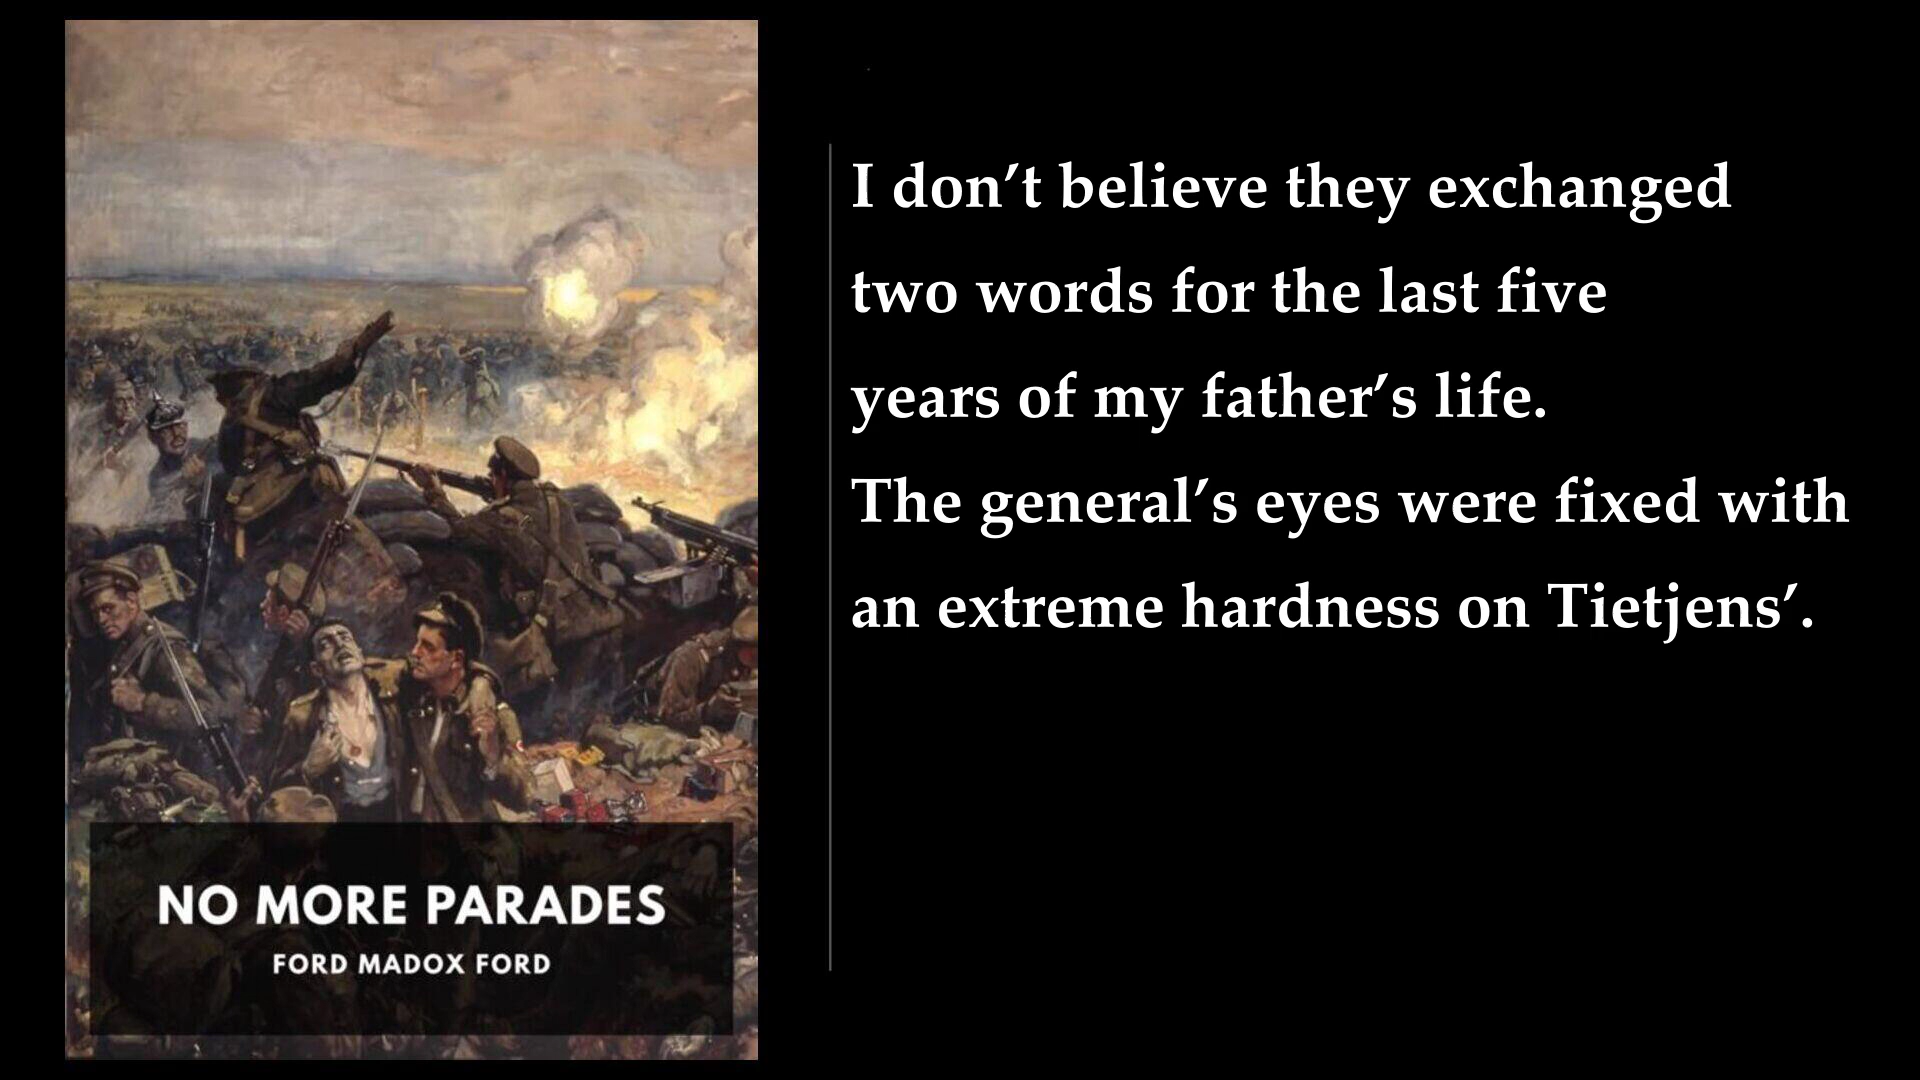 I don’t believe they exchanged
two words for the last five
years of my father’s life.
The general’s eyes were fixed with
an extreme hardness on Tietjens’.
NO MORE PARADES
FORD MADOX FORD